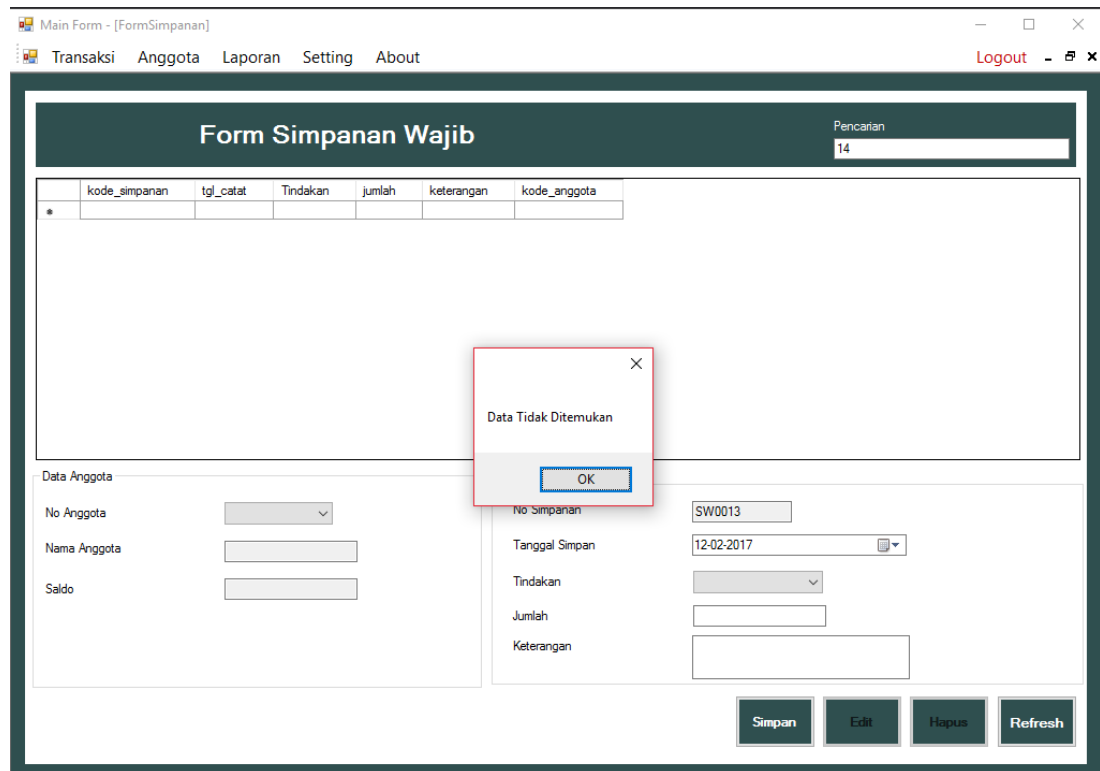 Main Form - [FormSimpanan]
Transaksi Anggota Laporan Setting About Logout
Form Simpanan Wajib
Pencarian
14
kode_simpanan tgl_catat Tindakan jumlah keterangan kode_anggota
Data Tidak Ditemukan
OK
Data Anggota
No Anggota
Nama Anggota
Saldo
No Simpanan SW0013
Tanggal Simpan 12-02-2017
Tindakan
Jumlah
Keterangan
Simpan Edit Hapus Refresh